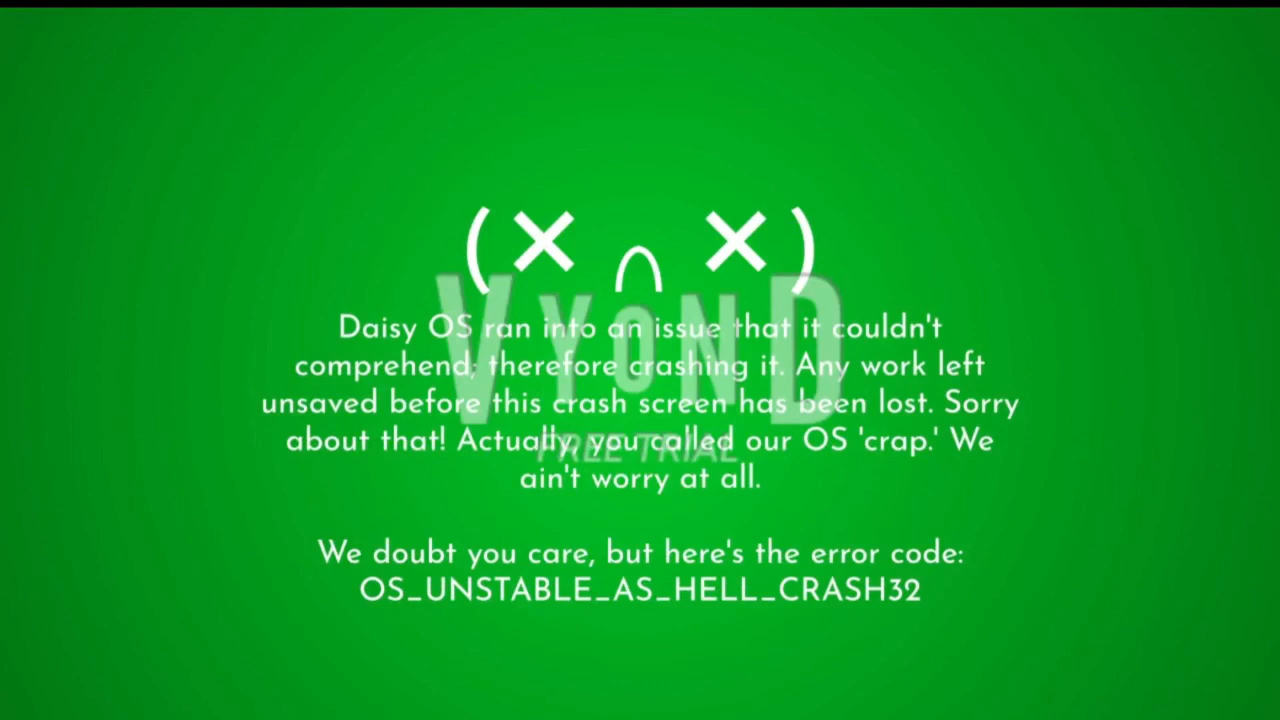 (× ∩ ×)
Daisy OS ran into an issue that it couldn't
comprehend; therefore crashing it. Any work left
unsaved before this crash screen has been lost. Sorry
about that! Actually, you called our OS 'crap.' We
ain't worry at all.
We doubt you care, but here's the error code:
OS_UNSTABLE_AS_HELL_CRASH32
VYOND
FREE TRIAL